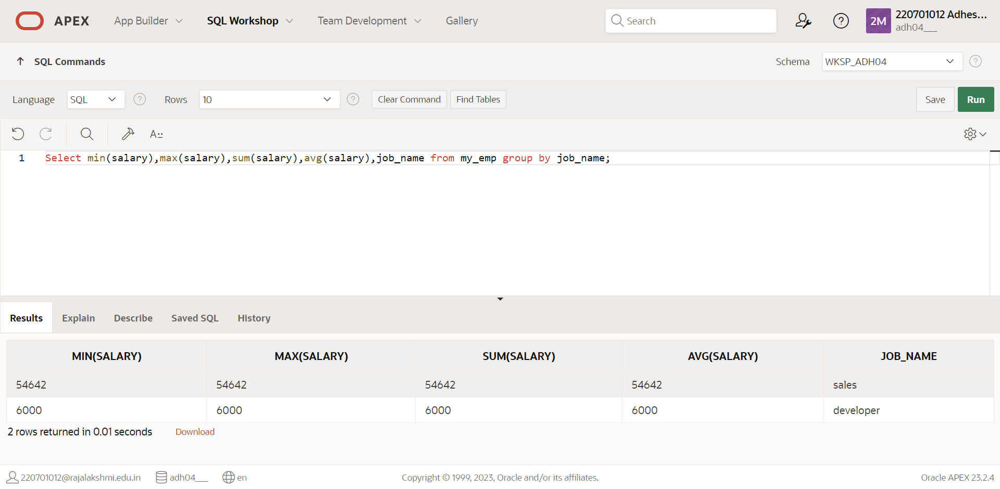 APEX App Builder SQL Workshop Team Development Gallery Search ? 2M 220701012 Adhes...
adh04___
SQL Commands Schema WKSP_ADH04 ?
Language SQL ? Rows 10 ? Clear Command Find Tables Save Run
A::
1 Select min(salary),max(salary),sum(salary),avg(salary),job_name from my_emp group by job_name;
Results Explain Describe Saved SQL History
MIN(SALARY) MAX(SALARY) SUM(SALARY) AVG(SALARY) JOB_NAME
54642 54642 54642 54642 sales
6000 6000 6000 6000 developer
2 rows returned in 0.01 seconds Download
220701012@rajalakshmi.edu.in adh04___ en Copyright © 1999, 2023, Oracle and/or its affiliates. Oracle APEX 23.2.4